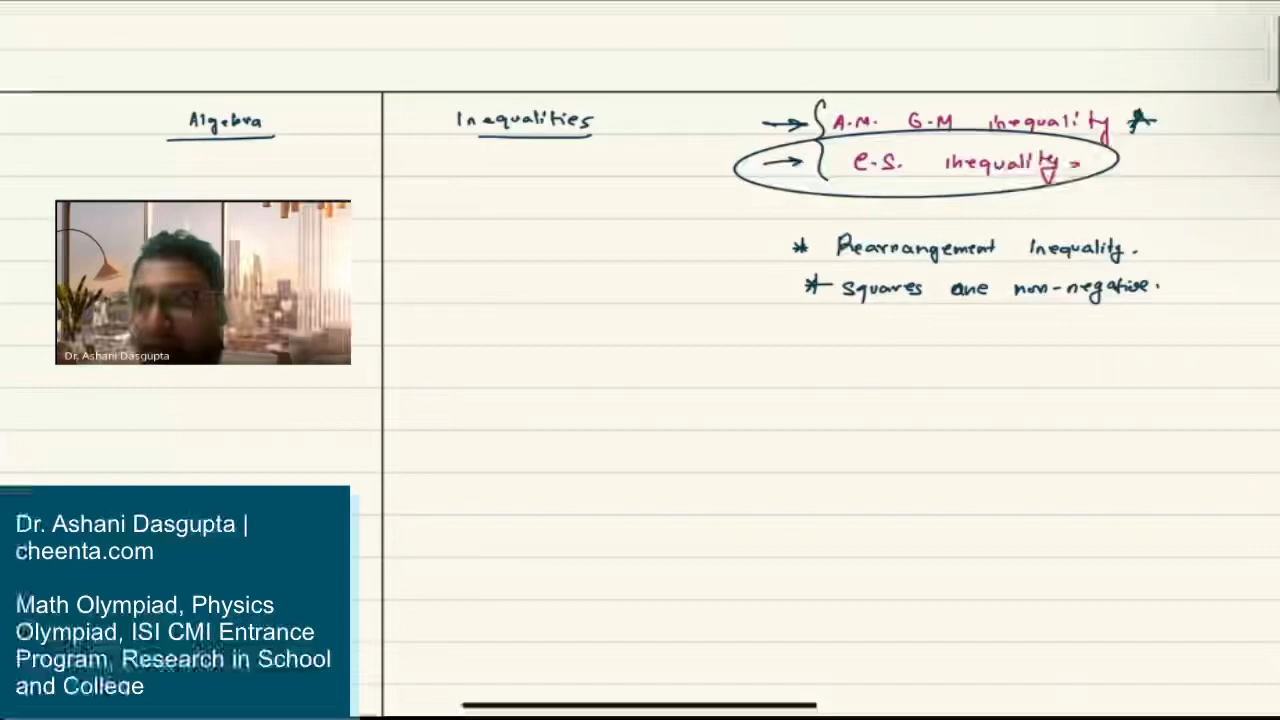 Algebra
Inequalities
A.M. G.M inequality
C.S. inequality
* Rearrangement Inequality.
* squares are non-negative.
Dr. Ashani Dasgupta
Dr. Ashani Dasgupta |
cheenta.com
Math Olympiad, Physics
Olympiad, ISI CMI Entrance
Program, Research in School
and College